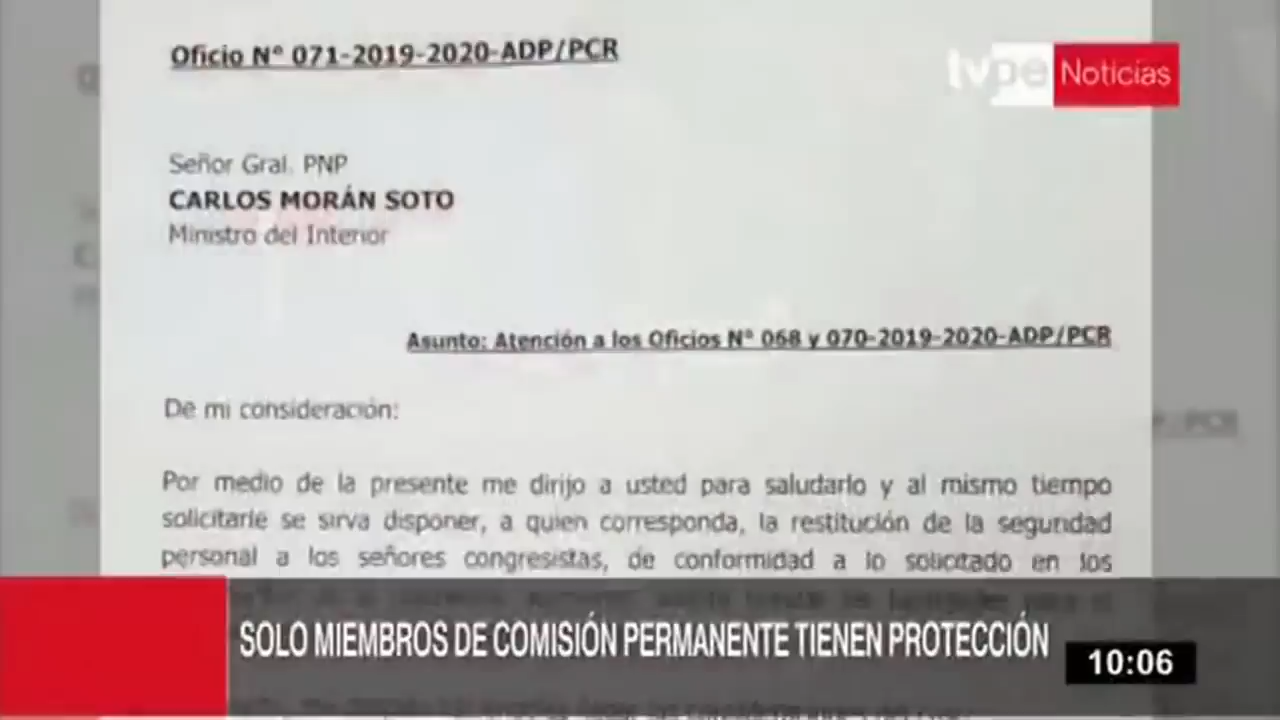 Oficio N° 071-2019-2020-ADP/PCR
tvpe Noticias
Señor Gral. PNP
CARLOS MORÁN SOTO
Ministro del Interior
Asunto: Atención a los Oficios N° 068 y 070-2019-2020-ADP/PCR
De mi consideración:
Por medio de la presente me dirijo a usted para saludarlo y al mismo tiempo
solicitarle se sirva disponer, a quien corresponda, la restitución de la seguridad
personal a los señores congresistas, de conformidad a lo solicitado en los
SOLO MIEMBROS DE COMISIÓN PERMANENTE TIENEN PROTECCIÓN
10:06